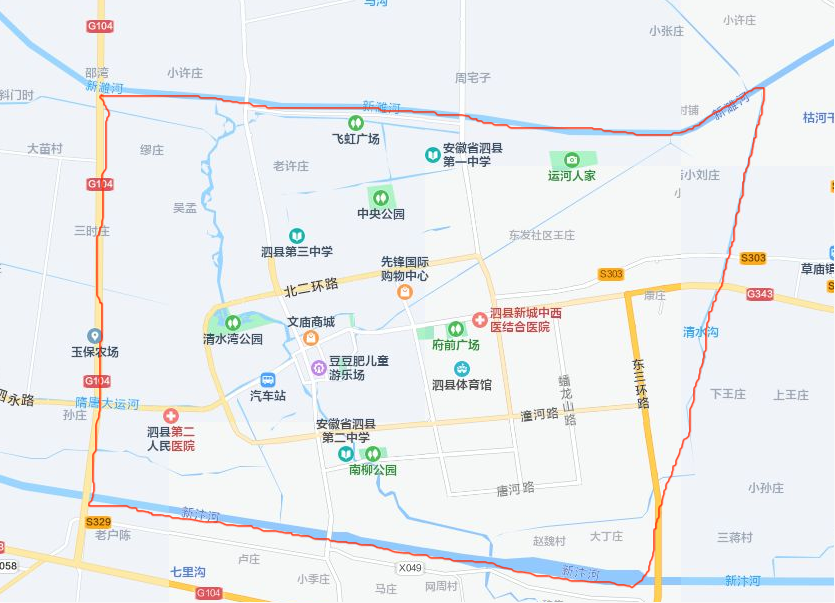 马沟
G104
小许庄
小张庄
邵湾
小许庄
周宅子
新濉河
斜门时
新濉河
新濉河
时铺
枯河干
飞虹广场
大苗村
缪庄
安徽省泗县
第一中学
老许庄
运河人家
小刘庄
G104
中央公园
吴孟
三时庄
东发社区王庄
泗县第三中学
先锋国际
购物中心
S303
S303
草庙镇
北二环路
G343
康庄
泗县新城中西
医结合医院
文庙商城
清水湾公园
府前广场
清水沟
玉保农场
豆豆肥儿童
游乐场
东三环路
泗县体育馆
G104
汽车站
蟠龙山路
下王庄
上王庄
泗永路
隋唐大运河
孙庄
潼河路
泗县第二
人民医院
安徽省泗县
第二中学
南柳公园
唐河路
小孙庄
新汴河
S329
老户陈
赵魏村
大丁庄
三蒋村
卢庄
X049
058
七里沟
小季庄
新汴河
新汴河
G104
马庄
网周村